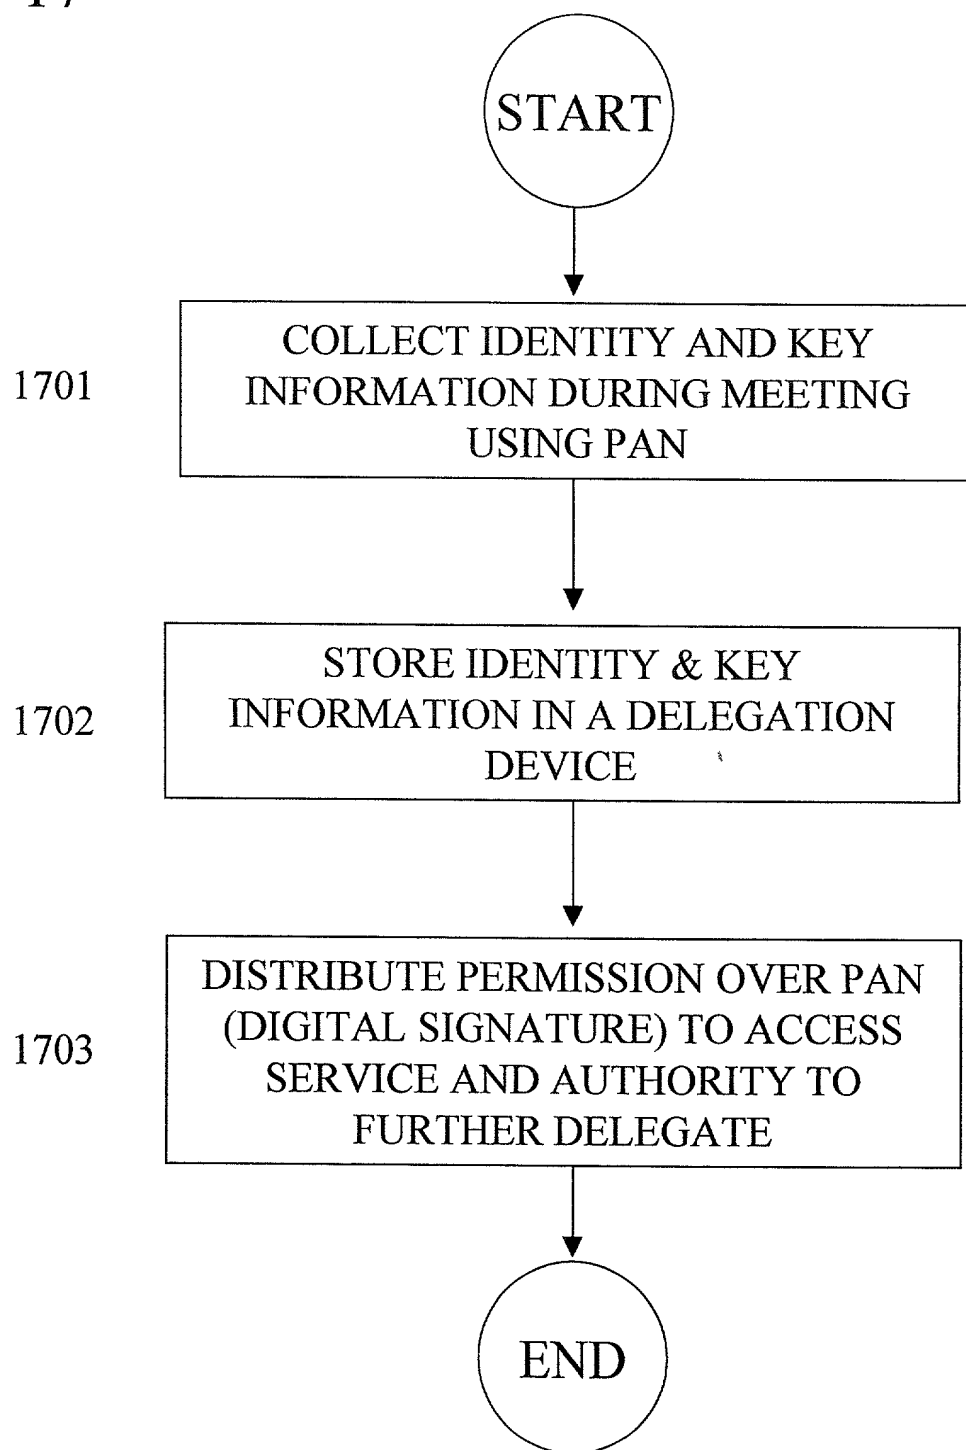 START
1701
COLLECT IDENTITY AND KEY
INFORMATION DURING MEETING
USING PAN
1702
STORE IDENTITY & KEY
INFORMATION IN A DELEGATION
DEVICE
1703
DISTRIBUTE PERMISSION OVER PAN
(DIGITAL SIGNATURE) TO ACCESS
SERVICE AND AUTHORITY TO
FURTHER DELEGATE
END